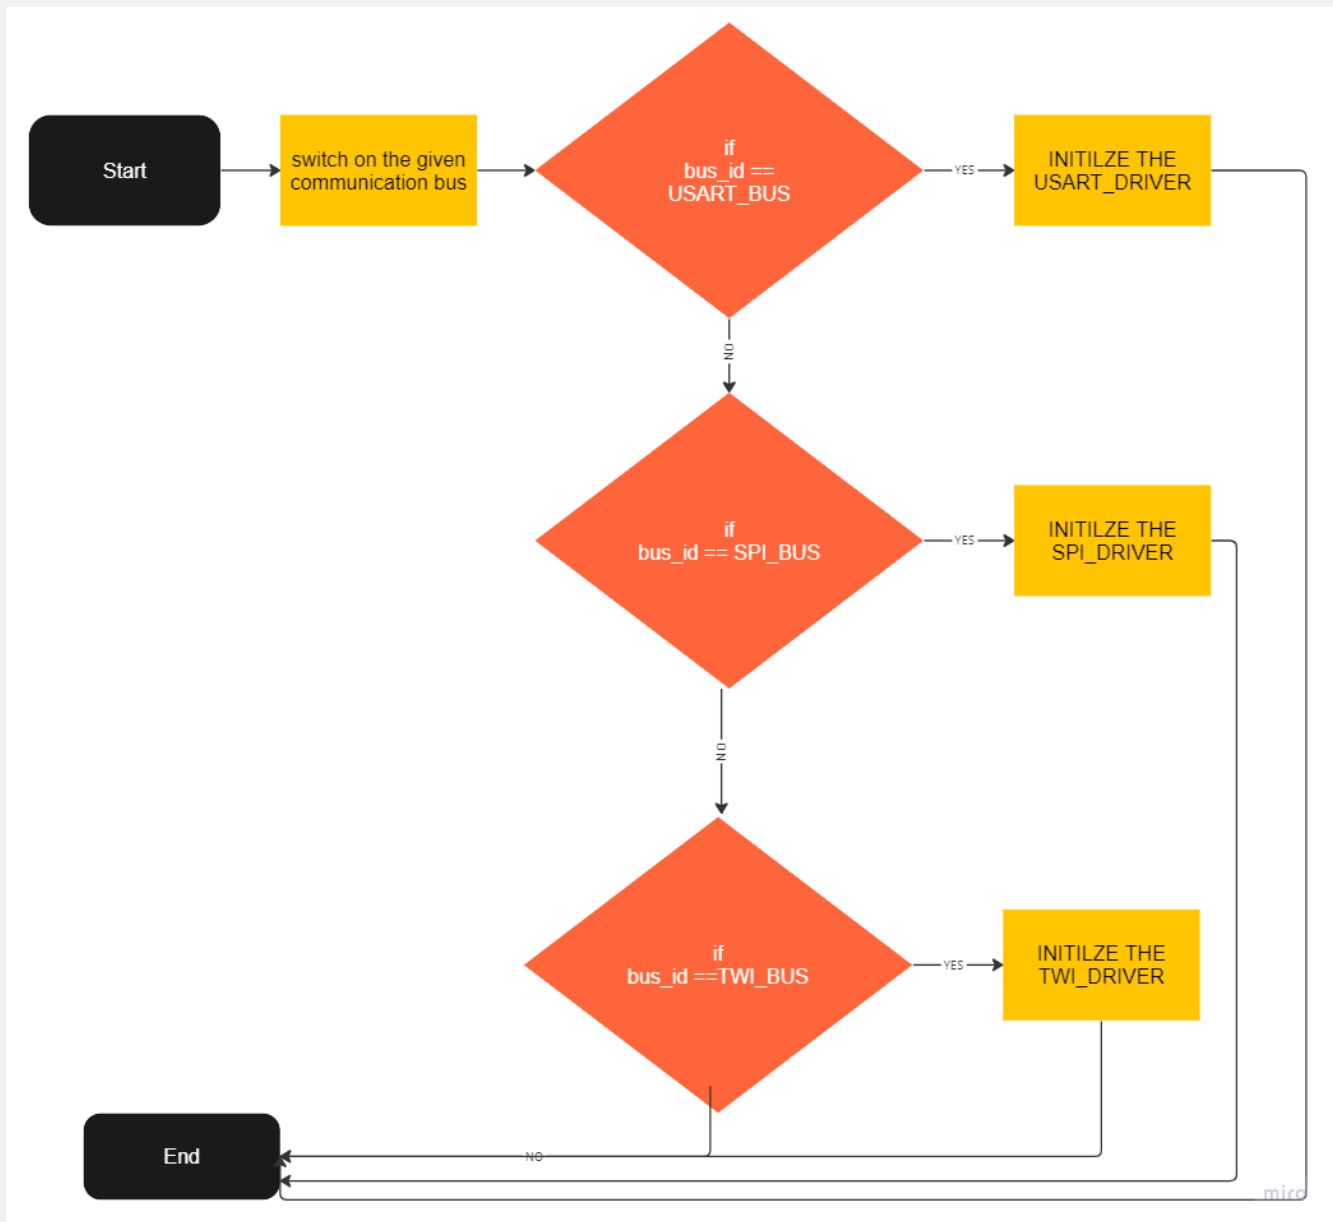 Start
switch on the given
communication bus
if
bus_id ==
USART_BUS
YES
INITILZE THE
USART_DRIVER
NO
if
bus_id == SPI_BUS
YES
INITILZE THE
SPI_DRIVER
NO
if
bus_id ==TWI_BUS
YES
INITILZE THE
TWI_DRIVER
NO
End
miro